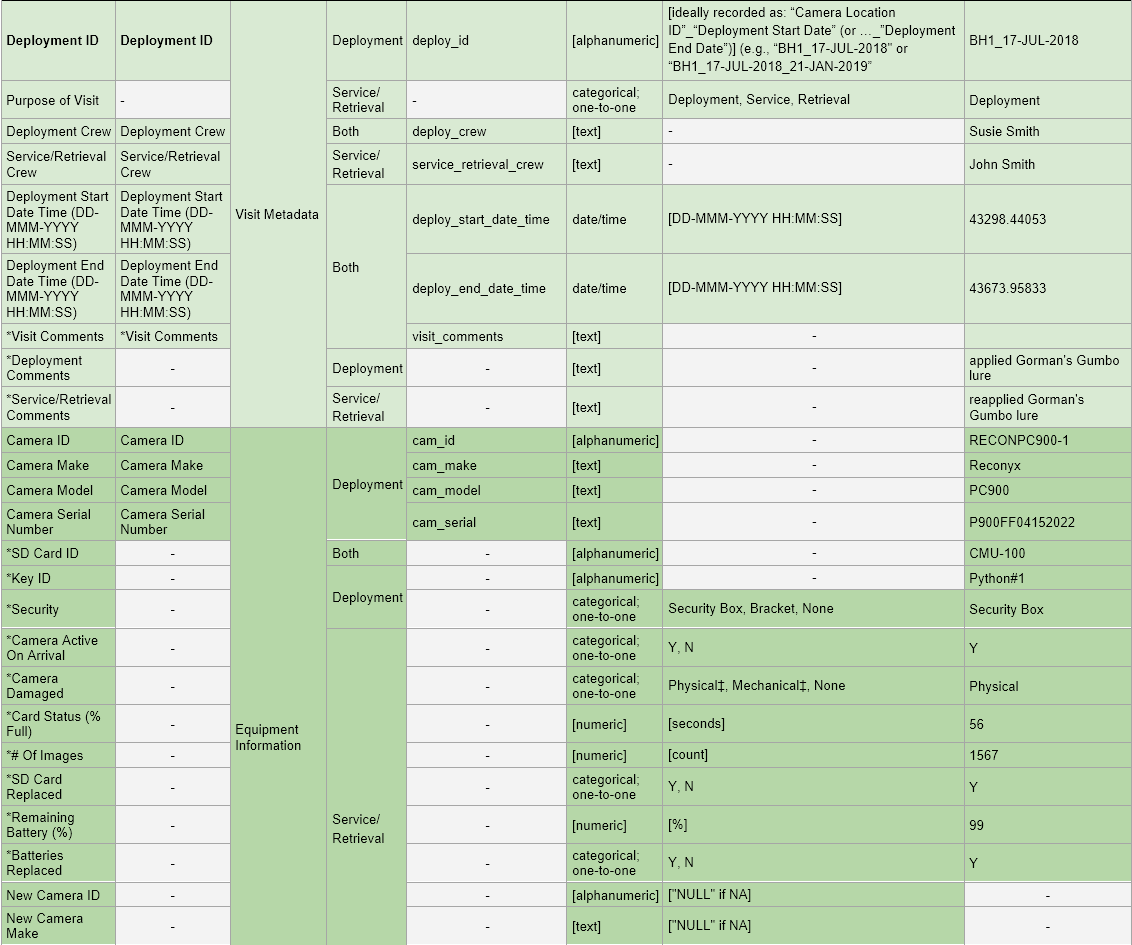 Deployment ID Deployment ID Deployment deploy_id [alphanumeric] [ideally recorded as: “Camera Location
ID”_“Deployment Start Date” (or …_”Deployment
End Date”)] (e.g., “BH1_17-JUL-2018” or
“BH1_17-JUL-2018_21-JAN-2019” BH1_17-JUL-2018
Purpose of Visit - Service/
Retrieval - categorical;
one-to-one Deployment, Service, Retrieval Deployment
Deployment Crew Deployment Crew Both deploy_crew [text] - Susie Smith
Service/Retrieval
Crew Service/Retrieval
Crew Service/
Retrieval service_retrieval_crew [text] - John Smith
Visit Metadata
Deployment Start
Date Time (DD-
MMM-YYYY
HH:MM:SS) Deployment Start
Date Time (DD-
MMM-YYYY
HH:MM:SS) deploy_start_date_time date/time [DD-MMM-YYYY HH:MM:SS] 43298.44053
Both
Deployment End
Date Time (DD-
MMM-YYYY
HH:MM:SS) Deployment End
Date Time (DD-
MMM-YYYY
HH:MM:SS) deploy_end_date_time date/time [DD-MMM-YYYY HH:MM:SS] 43673.95833
*Visit Comments *Visit Comments visit_comments [text] -
*Deployment
Comments - Deployment - [text] - applied Gorman’s Gumbo
lure
*Service/Retrieval
Comments - Service/
Retrieval - [text] - reapplied Gorman’s
Gumbo lure
Camera ID Camera ID cam_id [alphanumeric] - RECONPC900-1
Camera Make Camera Make cam_make [text] - Reconyx
Deployment
Camera Model Camera Model cam_model [text] - PC900
Camera Serial
Number Camera Serial
Number cam_serial [text] - P900FF04152022
*SD Card ID - Both - [alphanumeric] - CMU-100
*Key ID - - [alphanumeric] - Python#1
Deployment
*Security - - categorical;
one-to-one Security Box, Bracket, None Security Box
*Camera Active
On Arrival - - categorical;
one-to-one Y, N Y
*Camera
Damaged - - categorical;
one-to-one Physical‡, Mechanical‡, None Physical
*Card Status (%
Full) - - [numeric] [seconds] 56
Equipment
Information
*# Of Images - - [numeric] [count] 1567
*SD Card
Replaced - - categorical;
one-to-one Y, N Y
*Remaining
Battery (%) - Service/
Retrieval - [numeric] [%] 99
*Batteries
Replaced - - categorical;
one-to-one Y, N Y
New Camera ID - - [alphanumeric] ["NULL" if NA] -
New Camera
Make - - [text] ["NULL" if NA] -